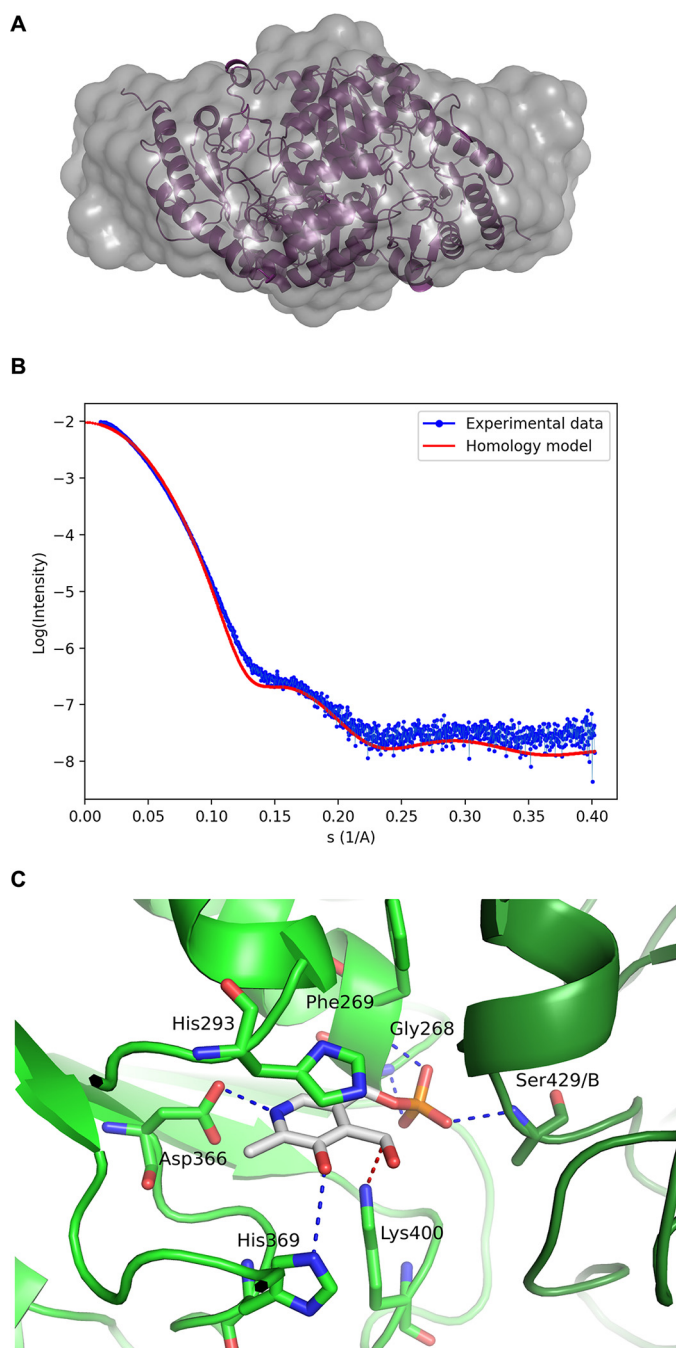 A
B
Experimental data
Homology model
−2
−3
−4
−5
−6
−7
−8
Log(Intensity)
0.00 0.05 0.10 0.15 0.20 0.25 0.30 0.35 0.40
s (1/A)
C
Phe269
His293
Gly268
Ser429/B
Asp366
His369
Lys400